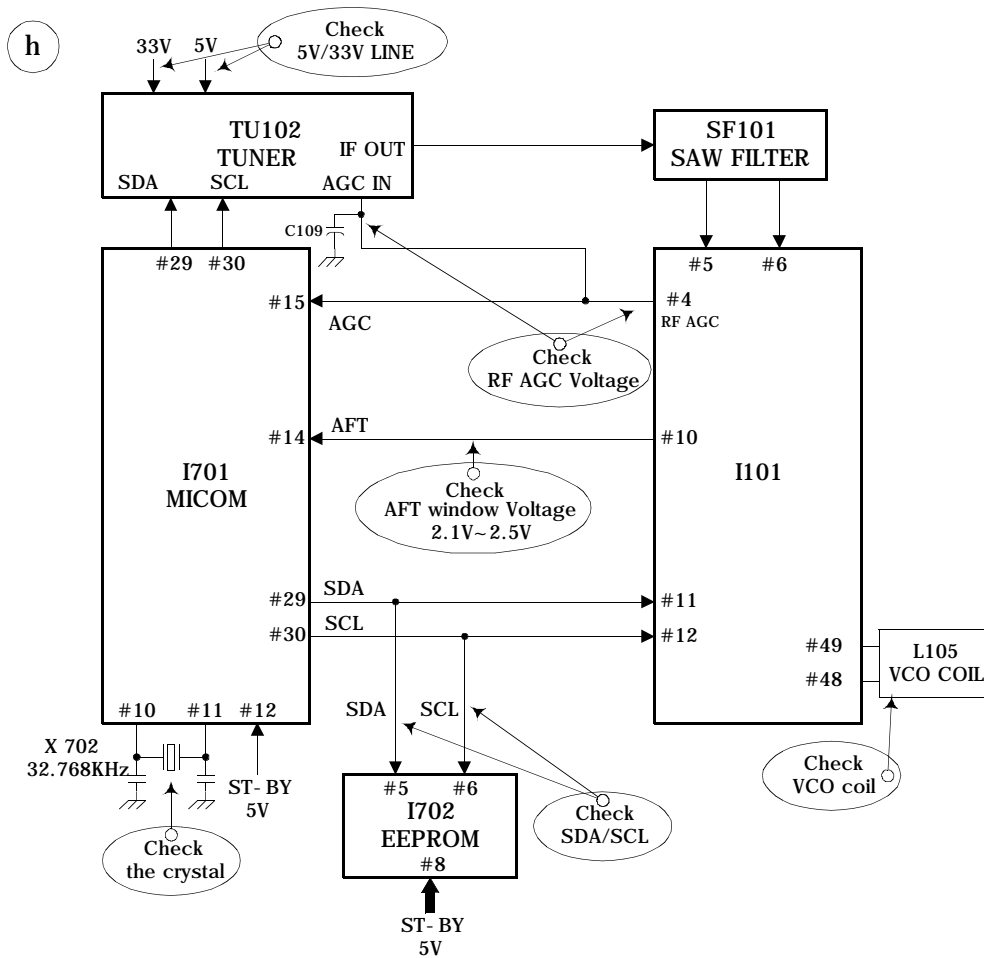 h
33V
5V
Check
5V/33V LINE
TU102
TUNER
IF OUT
SDA
SCL
AGC IN
SF101
SAW FILTER
C109
#29
#30
#5
#6
#15
AGC
#4
RF AGC
Check
RF AGC Voltage
#14
AFT
#10
I701
MICOM
Check
AFT window Voltage
2.1V~2.5V
I101
#29
SDA
#11
#30
SCL
#12
#49
#48
L105
VCO COIL
#10
#11
#12
SDA
SCL
X 702
32.768KHz
ST-BY
5V
Check
the crystal
#5
#6
I702
EEPROM
#8
Check
SDA/SCL
Check
VCO coil
ST-BY
5V